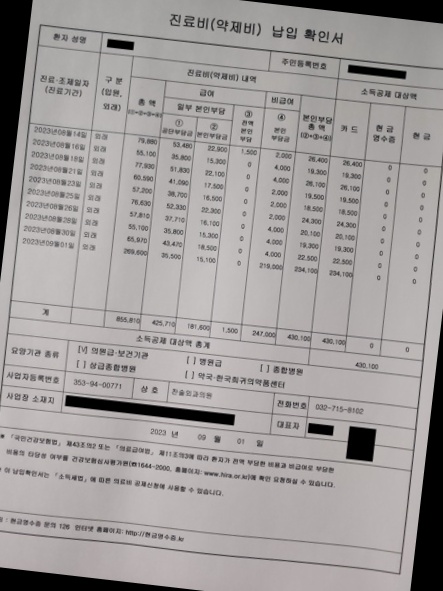 진료비(약제비) 납입 확인서
환자 성명 주민등록번호
진료·조제일자 (진료기간) 구 분 (입원, 외래) 진료비(약제비) 내역 소득공제 대상액
총 액 급여 비급여 본인부담 총 액 (②+③+④) 카 드 현 금 영수증 현 금
일부 본인부담 ③ 전액 본인 부담 ④ 본인 부담금
① 공단부담금 ② 본인부담금
2023년08월14일 외래 79,880 53,480 22,900 1,500 2,000 26,400 26,400 0 0
2023년08월16일 외래 55,100 35,800 15,300 0 4,000 19,300 19,300 0 0
2023년08월18일 외래 77,930 51,830 22,100 0 4,000 26,100 26,100 0 0
2023년08월21일 외래 60,590 41,090 17,500 0 2,000 19,500 19,500 0 0
2023년08월23일 외래 57,200 38,700 16,500 0 2,000 18,500 18,500 0 0
2023년08월25일 외래 76,630 52,330 22,300 0 2,000 24,300 24,300 0 0
2023년08월26일 외래 57,810 37,710 16,100 0 4,000 20,100 20,100 0 0
2023년08월28일 외래 55,100 35,800 15,300 0 4,000 19,300 19,300 0 0
2023년08월30일 외래 65,970 43,470 18,500 0 4,000 22,500 22,500 0 0
2023년09월01일 외래 269,600 35,500 15,100 0 219,000 234,100 234,100 0 0
계 855,810 425,710 181,600 1,500 247,000 430,100 430,100 0 0
소득공제 대상액 총계 430,100
요양기관 종류 [V] 의원급·보건기관 [ ] 병원급 [ ] 종합병원
[ ] 상급종합병원 [ ] 약국·한국희귀의약품센터
사업자등록번호 353-94-00771 상 호 찬솔외과의원 전화번호 032-715-8102
사업장 소재지 대표자
2023 년 09 월 01 일
※ 「국민건강보험법」 제43조의2 또는 「의료급여법」 제11조의3에 따라 환자가 전액 부담한 비용과 비급여로 부담한
비용의 타당성 여부를 건강보험심사평가원(☎1644-2000, 홈페이지: www.hira.or.kr)에 확인 요청하실 수 있습니다.
이 납입확인서는 「소득세법」에 따른 의료비 공제신청에 사용할 수 있습니다.
: 현금영수증 문의 126 인터넷 홈페이지: http://현금영수증.kr